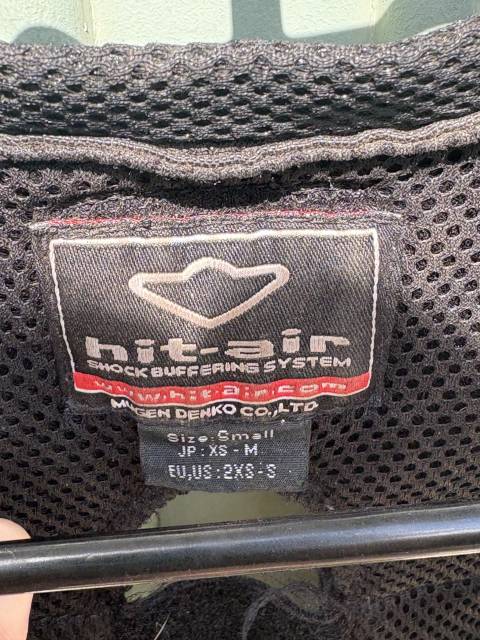 hit-air
SHOCK BUFFERING SYSTEM
www.hit-air.com
MUGEN DENKO CO.,LTD
Size:Small
JP: XS - M
EU,US: 2XS-S